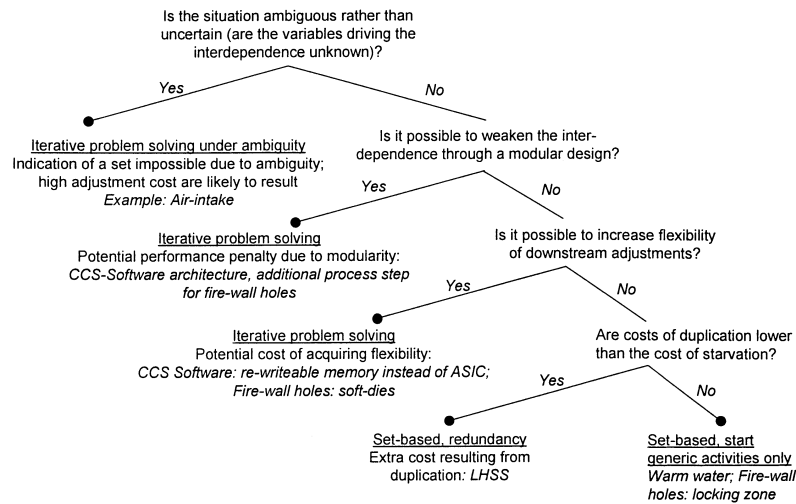 Is the situation ambiguous rather than
uncertain (are the variables driving the
interdependence unknown)?
Yes
No
Iterative problem solving under ambiguity
Indication of a set impossible due to ambiguity;
high adjustment cost are likely to result
Example: Air-intake
Is it possible to weaken the inter-
dependence through a modular design?
Yes
No
Iterative problem solving
Potential performance penalty due to modularity:
CCS-Software architecture, additional process step
for fire-wall holes
Is it possible to increase flexibility
of downstream adjustments?
Yes
No
Iterative problem solving
Potential cost of acquiring flexibility:
CCS Software: re-writeable memory instead of ASIC;
Fire-wall holes: soft-dies
Are costs of duplication lower
than the cost of starvation?
Yes
No
Set-based, redundancy
Extra cost resulting from
duplication: LHSS
Set-based, start
generic activities only
Warm water; Fire-wall
holes: locking zone